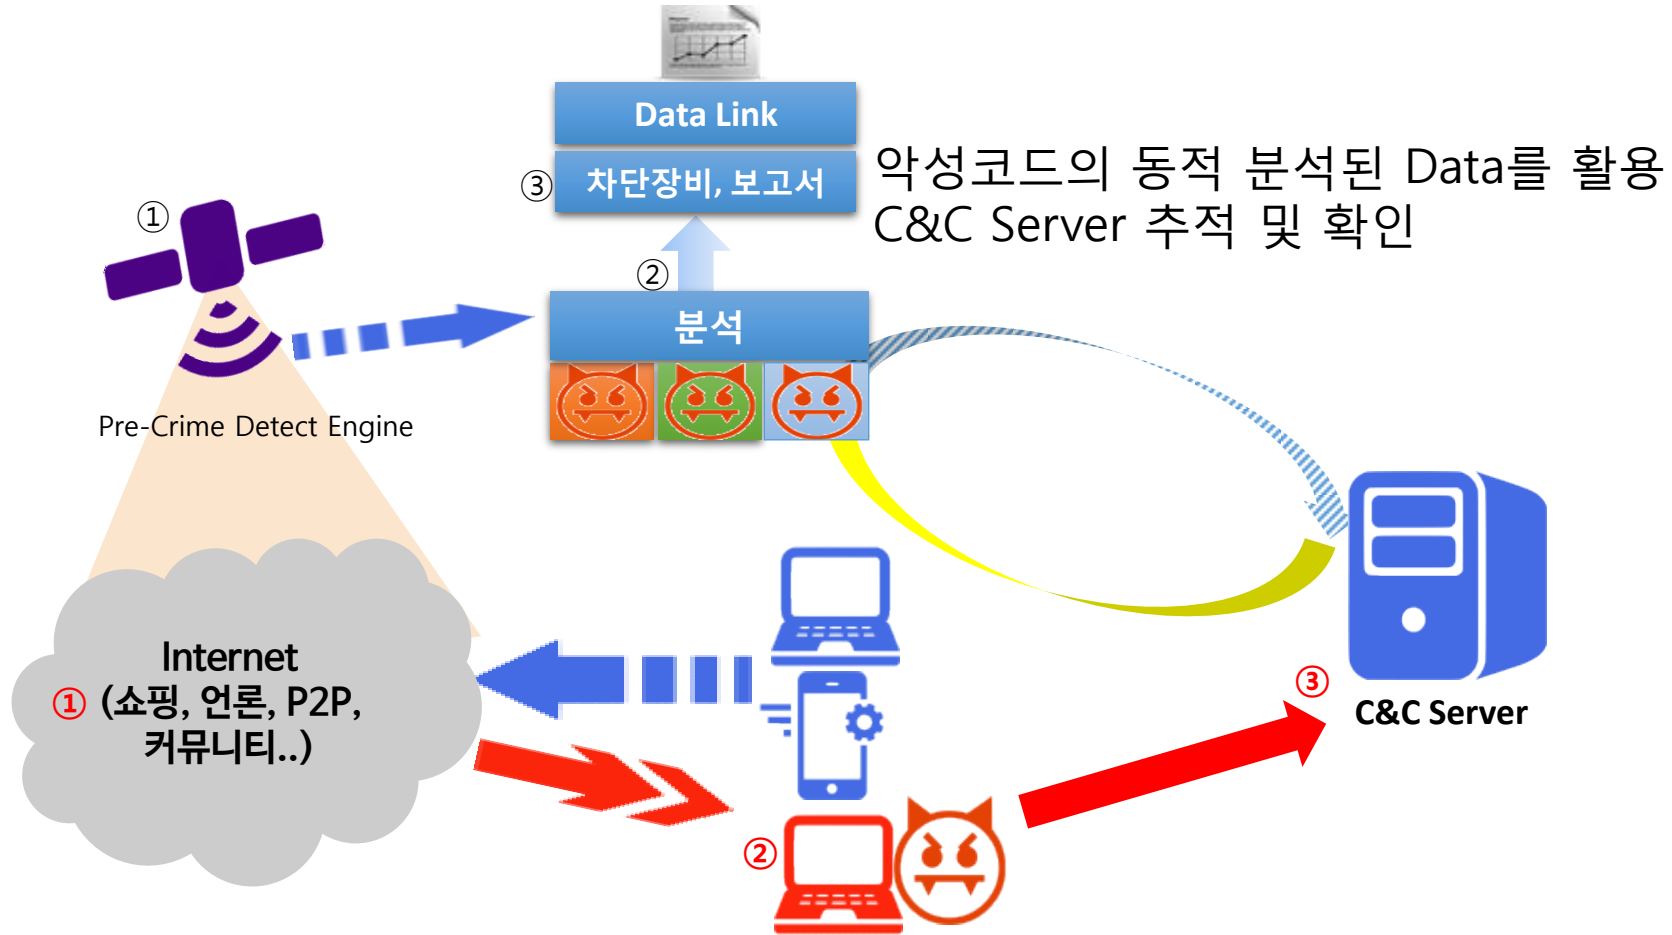 Data Link
③ 차단장비, 보고서
악성코드의 동적 분석된 Data를 활용
C&C Server 추적 및 확인
①
②
분석
Pre-Crime Detect Engine
Internet
① (쇼핑, 언론, P2P,
커뮤니티..)
③
C&C Server
②